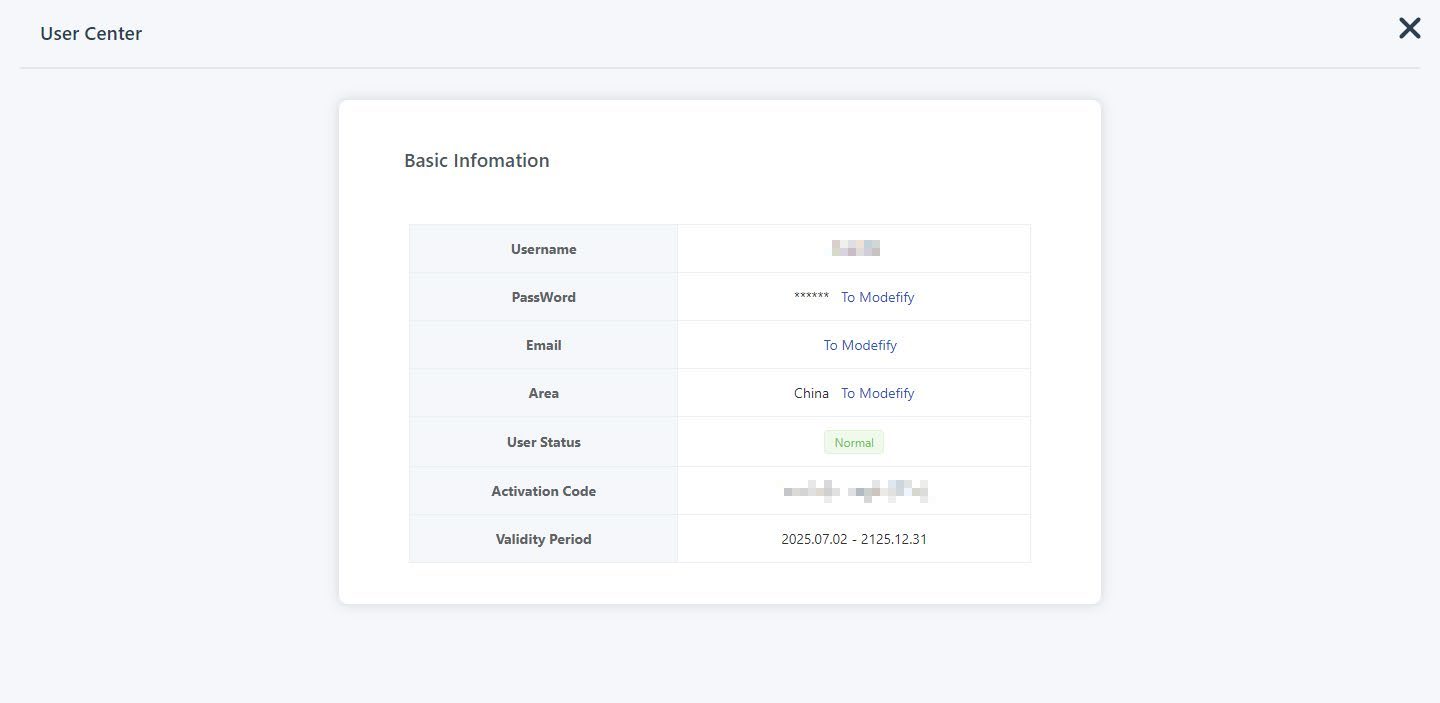 User Center
Basic Infomation
Username
PassWord ****** To Modefify
Email To Modefify
Area China To Modefify
User Status Normal
Activation Code
Validity Period 2025.07.02 - 2125.12.31